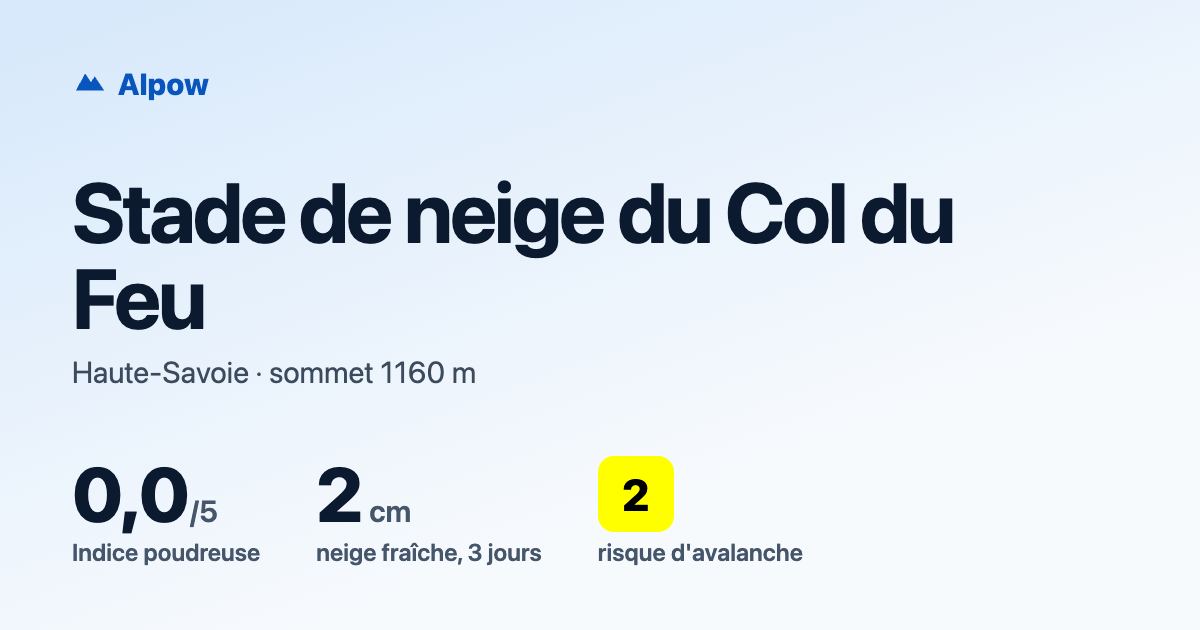 Alpow
Stade de neige du Col du
Feu
Haute-Savoie · sommet 1160 m
0,0/5
Indice poudreuse
2 cm
neige fraîche, 3 jours
2
risque d'avalanche